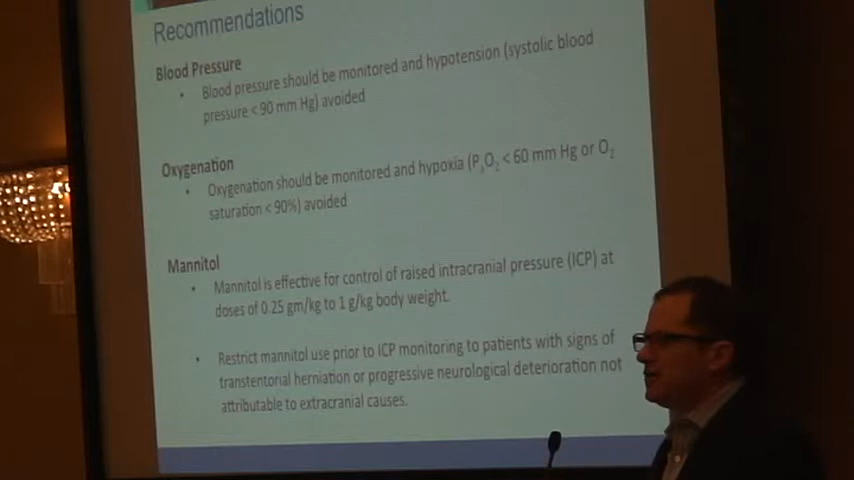 Recommendations
Blood Pressure
• Blood pressure should be monitored and hypotension (systolic blood
pressure < 90 mm Hg) avoided
Oxygenation
• Oxygenation should be monitored and hypoxia (PaO2 < 60 mm Hg or O2
saturation < 90%) avoided
Mannitol
• Mannitol is effective for control of raised intracranial pressure (ICP) at
doses of 0.25 gm/kg to 1 g/kg body weight.
• Restrict mannitol use prior to ICP monitoring to patients with signs of
transtentorial herniation or progressive neurological deterioration not
attributable to extracranial causes.